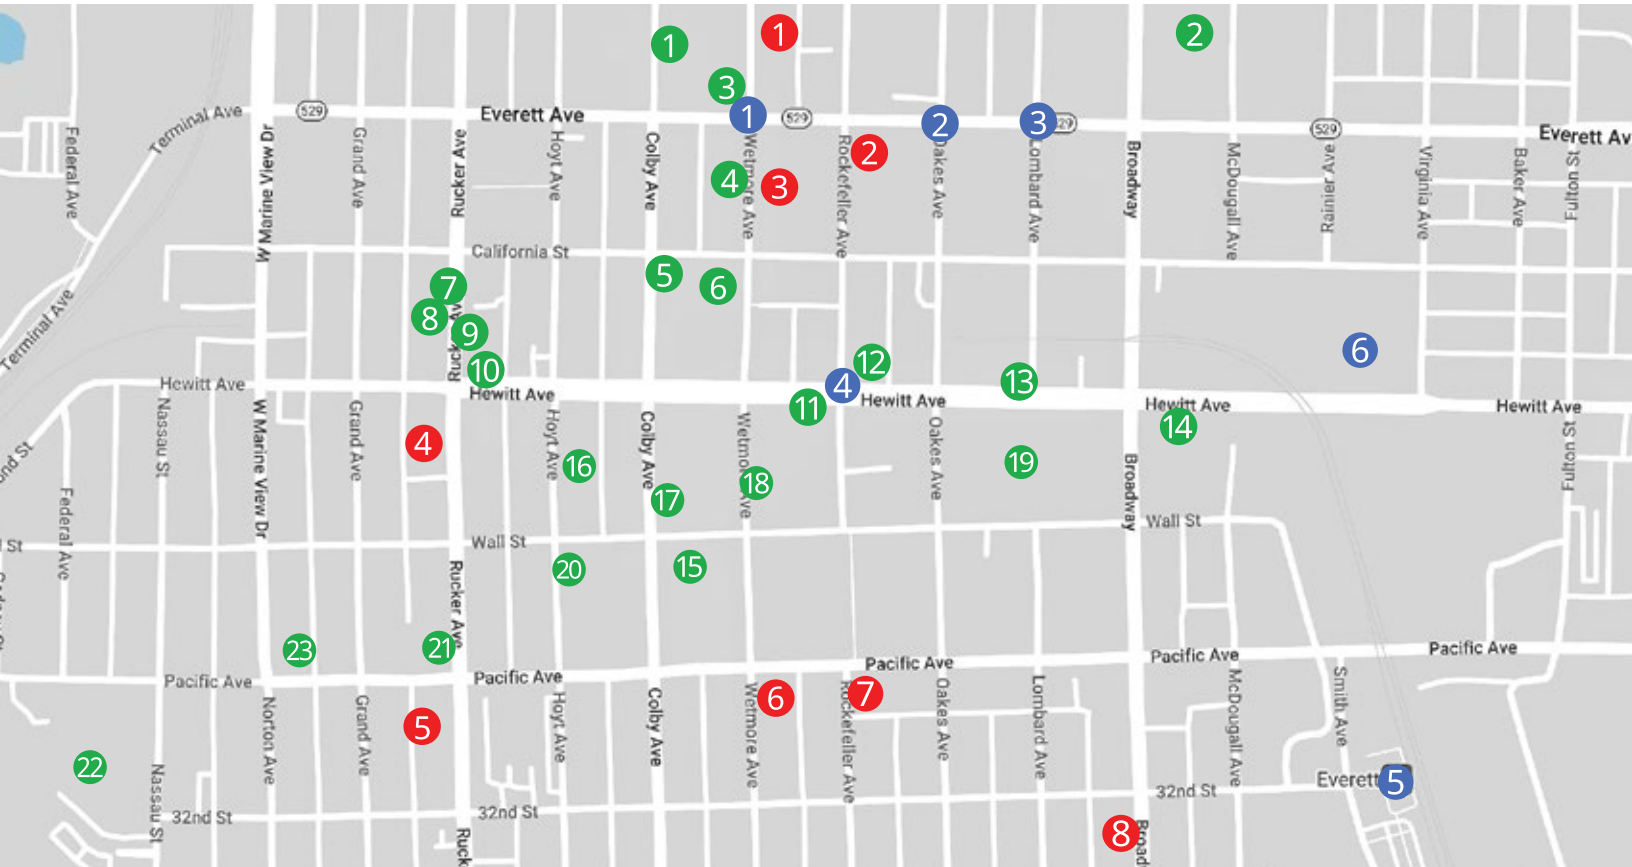 1
1
2
3
Terminal Ave
529
Everett Ave
1
529
2
3
29
529
Everett Av
Federal Ave
W Marine View Dr
Grand Ave
Rucker Ave
Hoyt Ave
Colby Ave
Wetmore Ave
Rockefeller Ave
2
Oakes Ave
Lombard Ave
Broadway
McDougall Ave
Rainier Ave
Virginia Ave
Baker Ave
Fulton St
4
3
California St
5
6
7
8
9
10
Terminal Ave
12
6
Hewitt Ave
Hewitt Ave
4
11
Hewitt Ave
13
Hewitt Ave
14
Hewitt Ave
Nassau St
W Marine View Dr
Grand Ave
4
Hoyt Ave
16
Colby Ave
17
Wetmore Ave
18
Oakes Ave
19
Broadway
Fulton St
Federal Ave
St
Wall St
Wall St
20
15
Rucker Ave
23
21
Pacific Ave
Pacific Ave
Pacific Ave
Pacific Ave
Pacific Ave
Norton Ave
Grand Ave
5
Hoyt Ave
Colby Ave
Wetmore Ave
6
Rockefeller Ave
7
Oakes Ave
Lombard Ave
McDougall Ave
Smith Ave
22
Nassau St
Everett
5
32nd St
32nd St
32nd St
Ruck
8
Broad